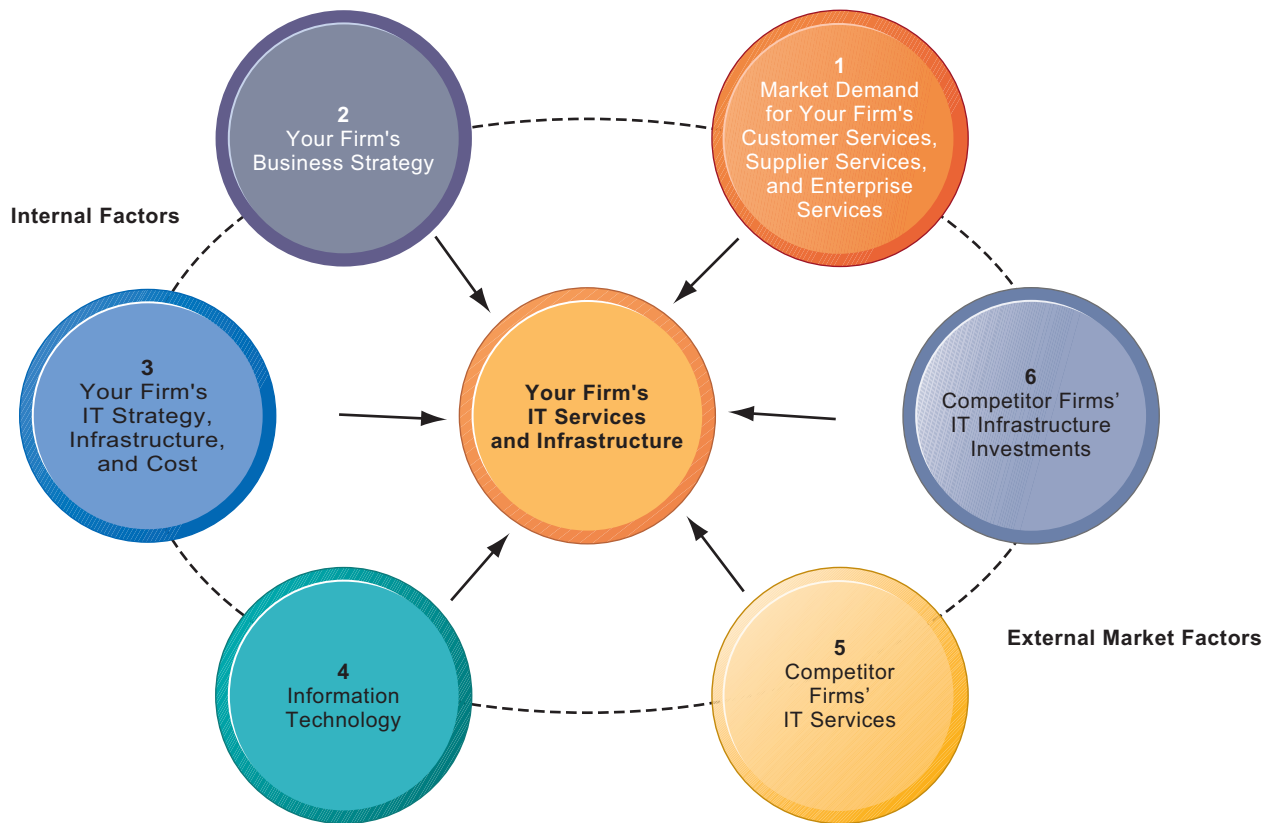 1
Market Demand
for Your Firm's
Customer Services,
Supplier Services,
and Enterprise
Services
2
Your Firm's
Business Strategy
Internal Factors
3
Your Firm's
IT Strategy,
Infrastructure,
and Cost
Your Firm's
IT Services
and Infrastructure
6
Competitor Firms’
IT Infrastructure
Investments
4
Information
Technology
5
Competitor
Firms’
IT Services
External Market Factors